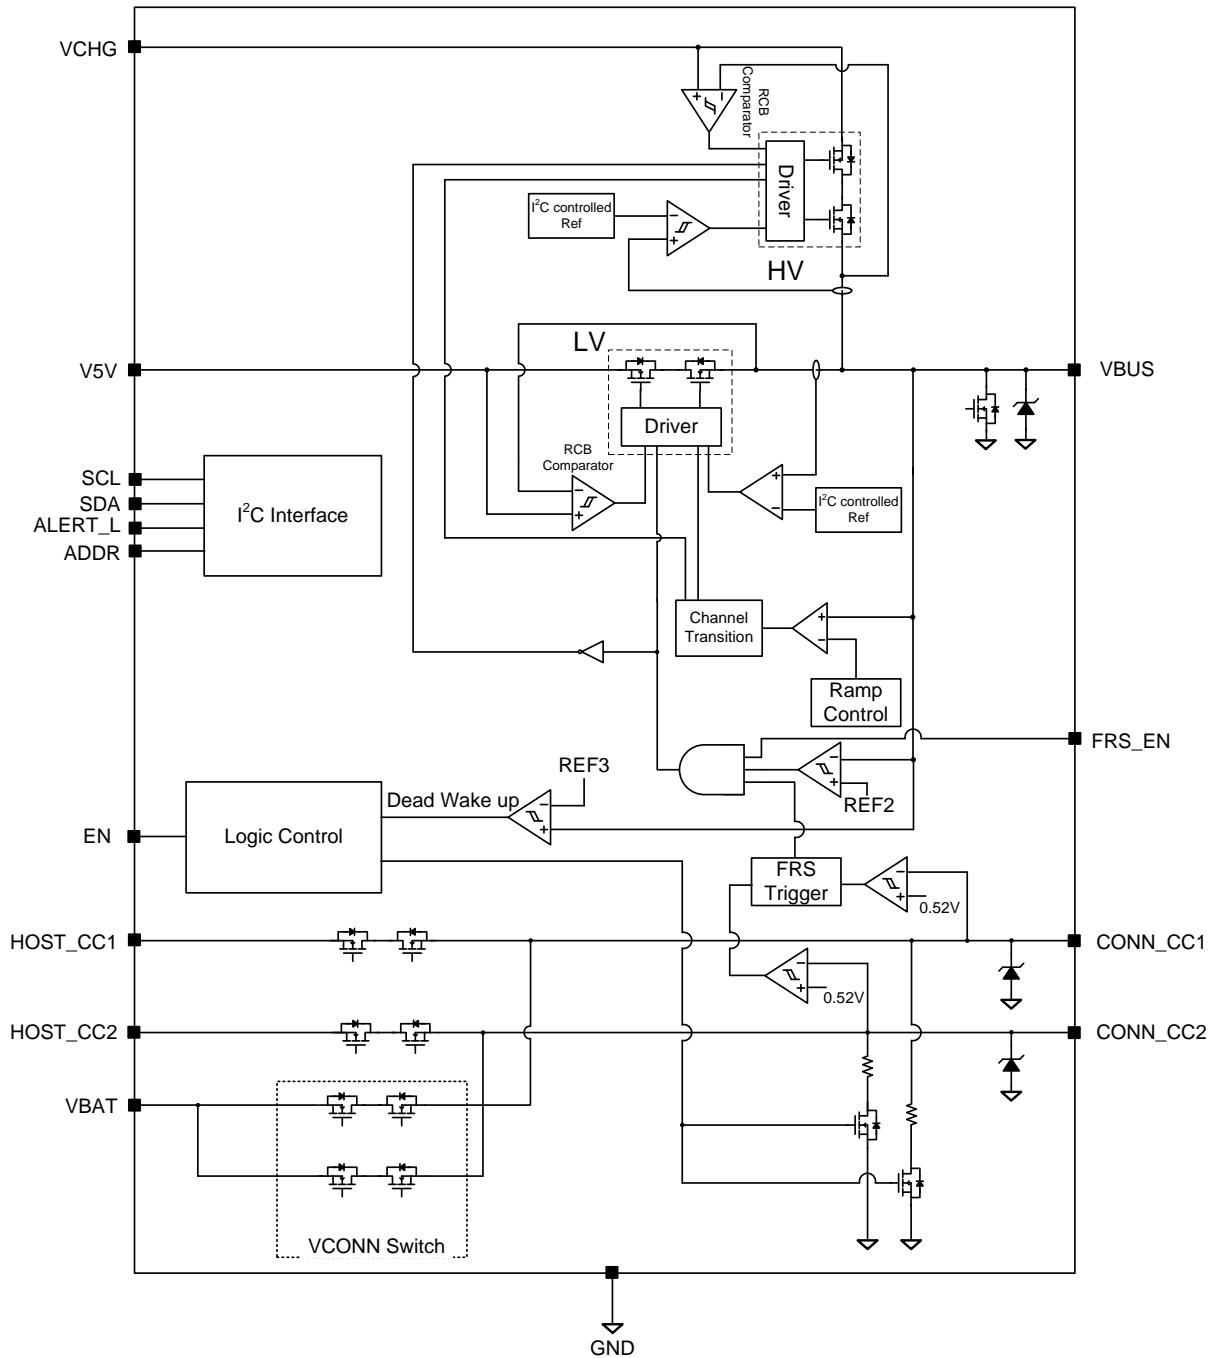 VCHG
+
−
RCB
Comparator
Driver
I2C controlled
Ref
−
+
HV
LV
V5V
VBUS
Driver
RCB
Comparator
−
+
+
−
I2C controlled
Ref
SCL
SDA
ALERT_L
ADDR
I2C Interface
Channel
Transition
+
−
Ramp
Control
FRS_EN
−
+
REF2
REF3
Dead Wake up
−
+
EN
Logic Control
FRS
Trigger
−
+
0.52V
HOST_CC1
CONN_CC1
−
+
0.52V
HOST_CC2
CONN_CC2
VBAT
VCONN Switch
GND